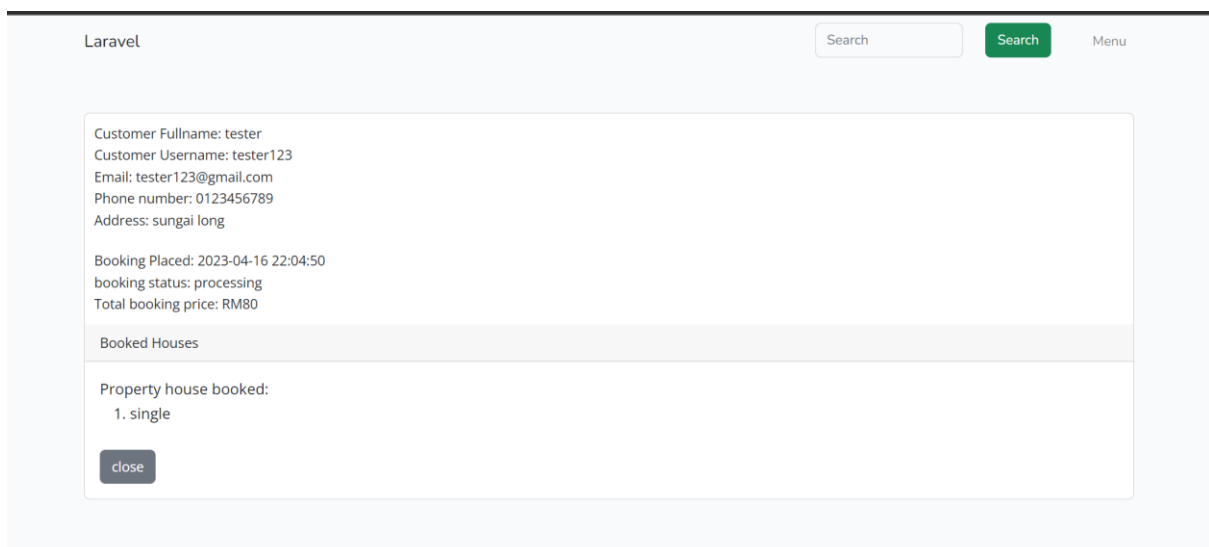 Laravel
Search
Search
Menu
Customer Fullname: tester
Customer Username: tester123
Email: tester123@gmail.com
Phone number: 0123456789
Address: sungai long
Booking Placed: 2023-04-16 22:04:50
booking status: processing
Total booking price: RM80
Booked Houses
Property house booked:
1. single
close